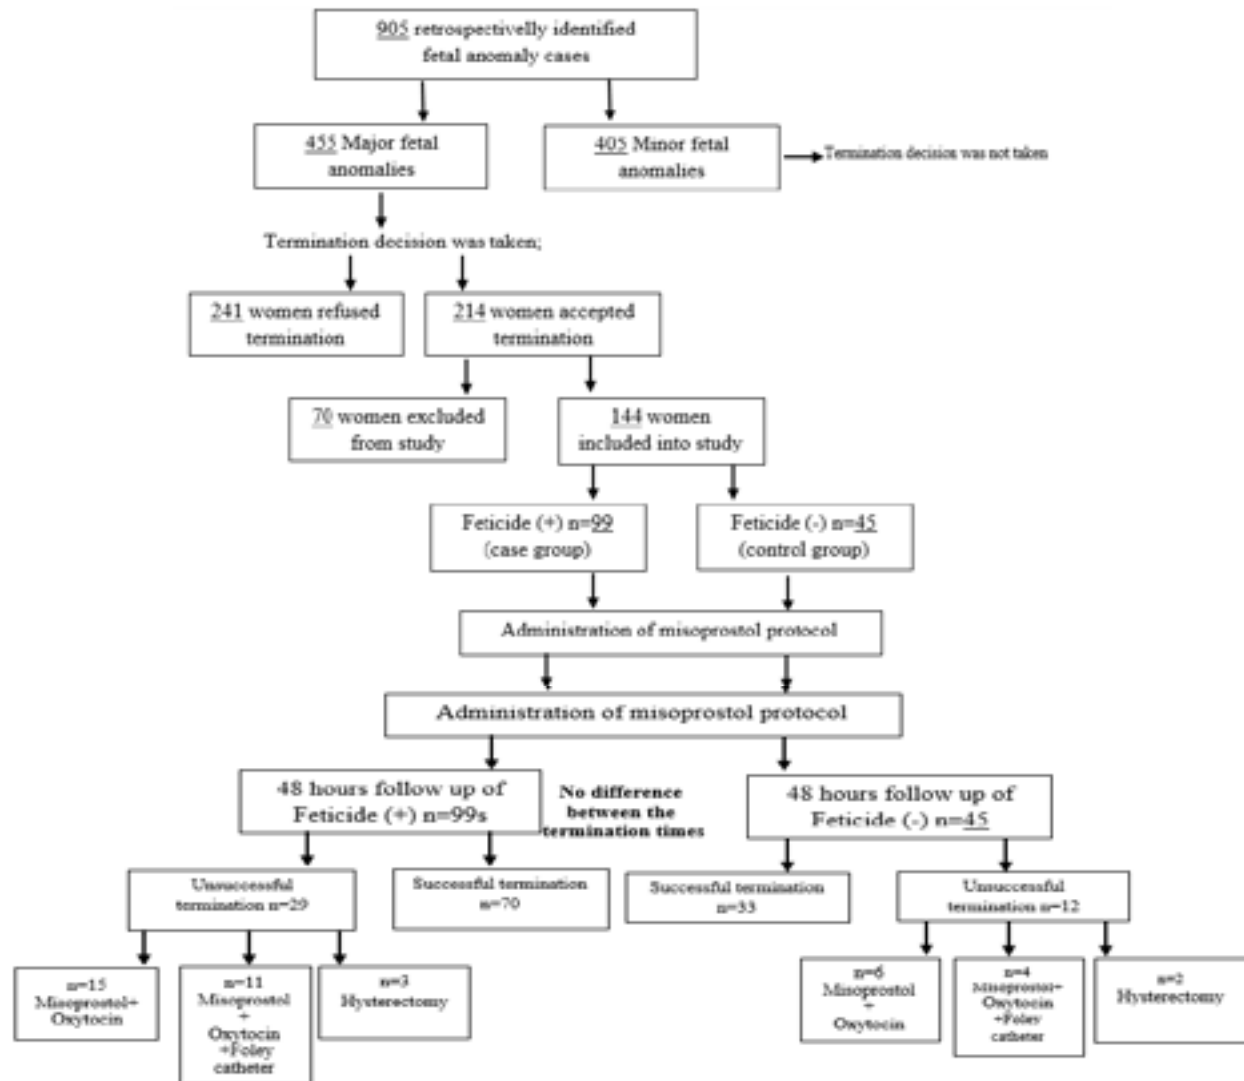 905 retrospectivelly identified
fetal anomaly cases
455 Major fetal
anomalies
405 Minor fetal
anomalies
Termination decision was not taken
Termination decision was taken;
241 women refused
termination
214 women accepted
termination
70 women excluded
from study
144 women
included into study
Feticide (+) n=99
(case group)
Feticide (-) n=45
(control group)
Administration of misoprostol protocol
Administration of misoprostol protocol
48 hours follow up of
Feticide (+) n=99s
No difference
between the
termination times
48 hours follow up of
Feticide (-) n=45
Unsuccessful
termination n=29
Successful termination
n=70
Successful termination
n=33
Unsuccessful
termination n=12
n=15
Misoprostol+
Oxytocin
n=11
Misoprostol
+
Oxytocin
+Foley
catheter
n=3
Hysterectomy
n=6
Misoprostol
+
Oxytocin
n=4
Misoprostol+
Oxytocin
+Foley
catheter
n=2
Hysterectomy